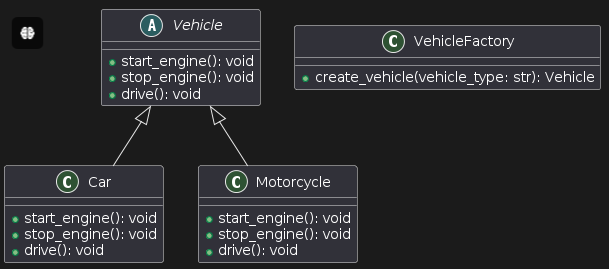 A Vehicle
start_engine(): void
stop_engine(): void
drive(): void
C VehicleFactory
create_vehicle(vehicle_type: str): Vehicle
C Car
start_engine(): void
stop_engine(): void
drive(): void
C Motorcycle
start_engine(): void
stop_engine(): void
drive(): void